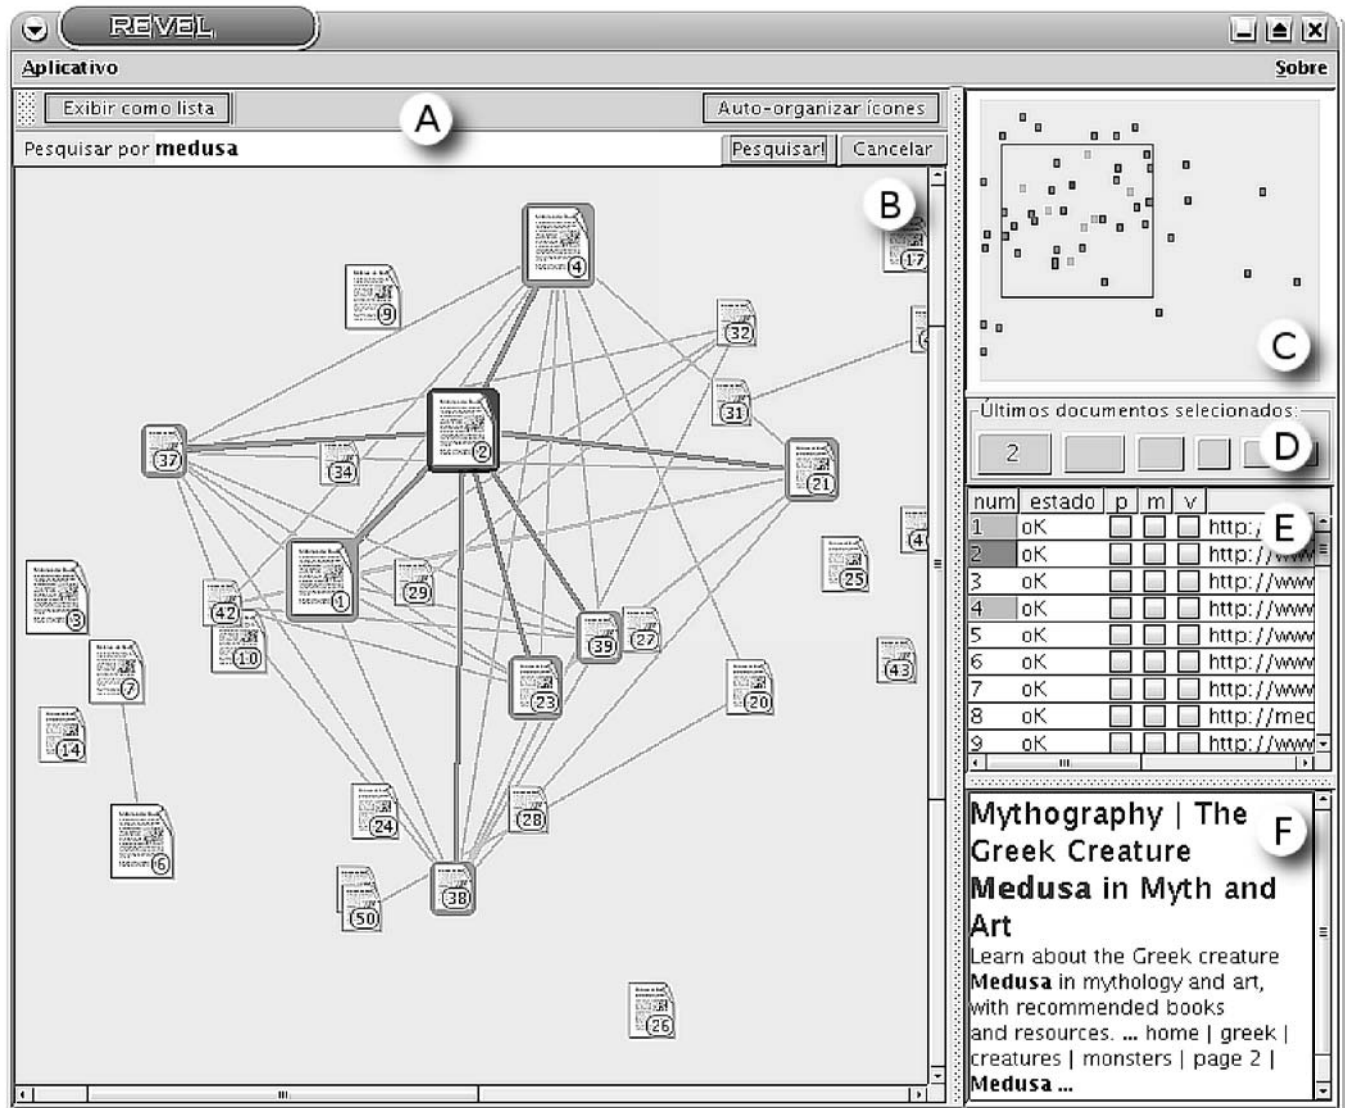 REVEL
Aplicativo
Sobre
Exibir como lista
A
Auto-organizar ícones
Pesquisar por medusa
Pesquisar!
Cancelar
B
4
17
9
32
31
2
37
34
21
25
1
29
42
3
10
39
27
43
7
23
20
14
24
28
6
38
50
26
C
Últimos documentos selecionados:
2
D
num estado p m v
1 oK http:/
E
2 oK http://www
3 oK http://www
4 oK http://www
5 oK http://www
6 oK http://www
7 oK http://www
8 oK http://med
9 oK http://www
Mythography | The
F
Greek Creature
Medusa in Myth and
Art
Learn about the Greek creature
Medusa in mythology and art,
with recommended books
and resources. ... home | greek |
creatures | monsters | page 2 |
Medusa ...